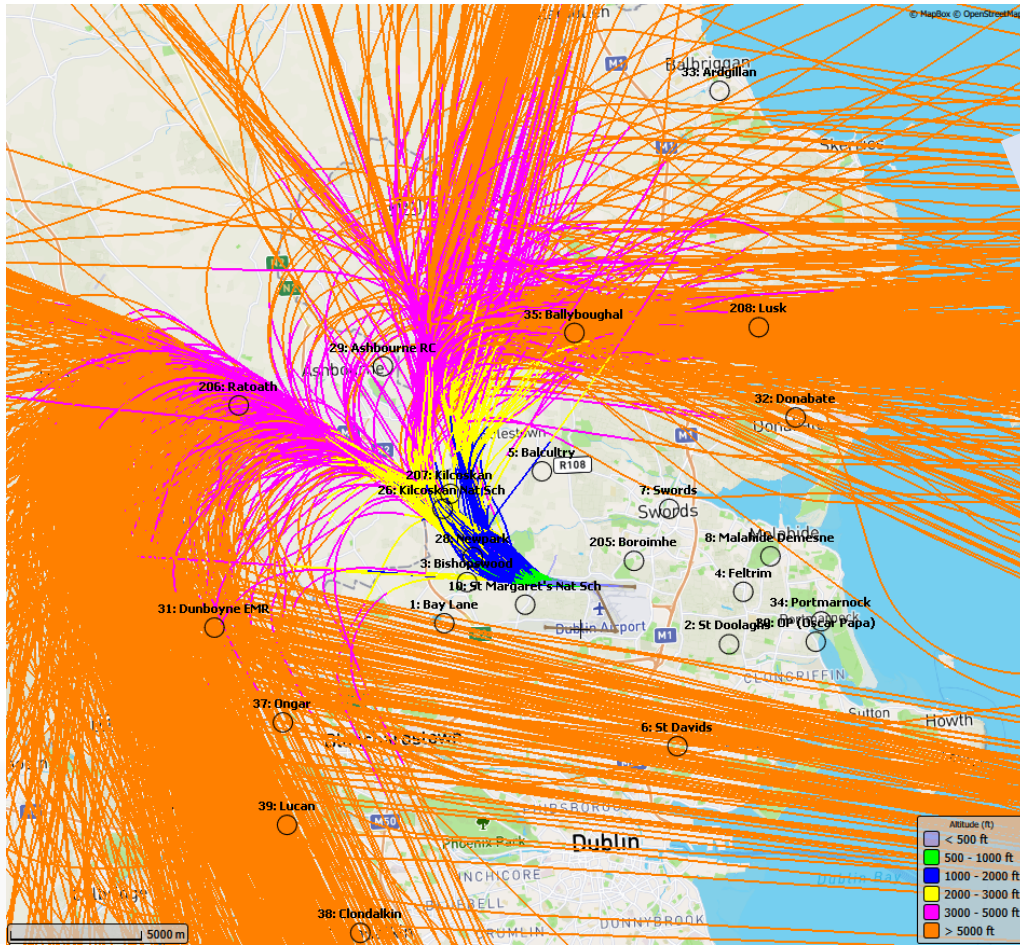 © MapBox © OpenStreetMap
M1
Balbriggan
33: Ardgillan
Skerries
M1
N2
35: Ballyboughal
208: Lusk
29: Ashbourne RC
Ashbourne
206: Ratoath
32: Donabate
Donabate
M1
5: Balcultry
R108
207: Kilcoskan
26: Kilcoskan Nat Sch
7: Swords
Swords
28: Newpark
205: Boroimhe
8: Malahide Demesne
Malahide
3: Bishopswood
10: St Margaret's Nat Sch
4: Feltrim
1: Bay Lane
34: Portmarnock
31: Dunboyne EMR
Dublin Airport
M1
2: St Doolaghs
CLONGRIFFIN
37: Ongar
Sutton
Howth
6: St Davids
39: Lucan
M50
Phoenix Park
Dublin
Dublin Bay
38: Clondalkin
DONNYBROOK
5000 m
Altitude (ft)
< 500 ft
500 - 1000 ft
1000 - 2000 ft
2000 - 3000 ft
3000 - 5000 ft
> 5000 ft